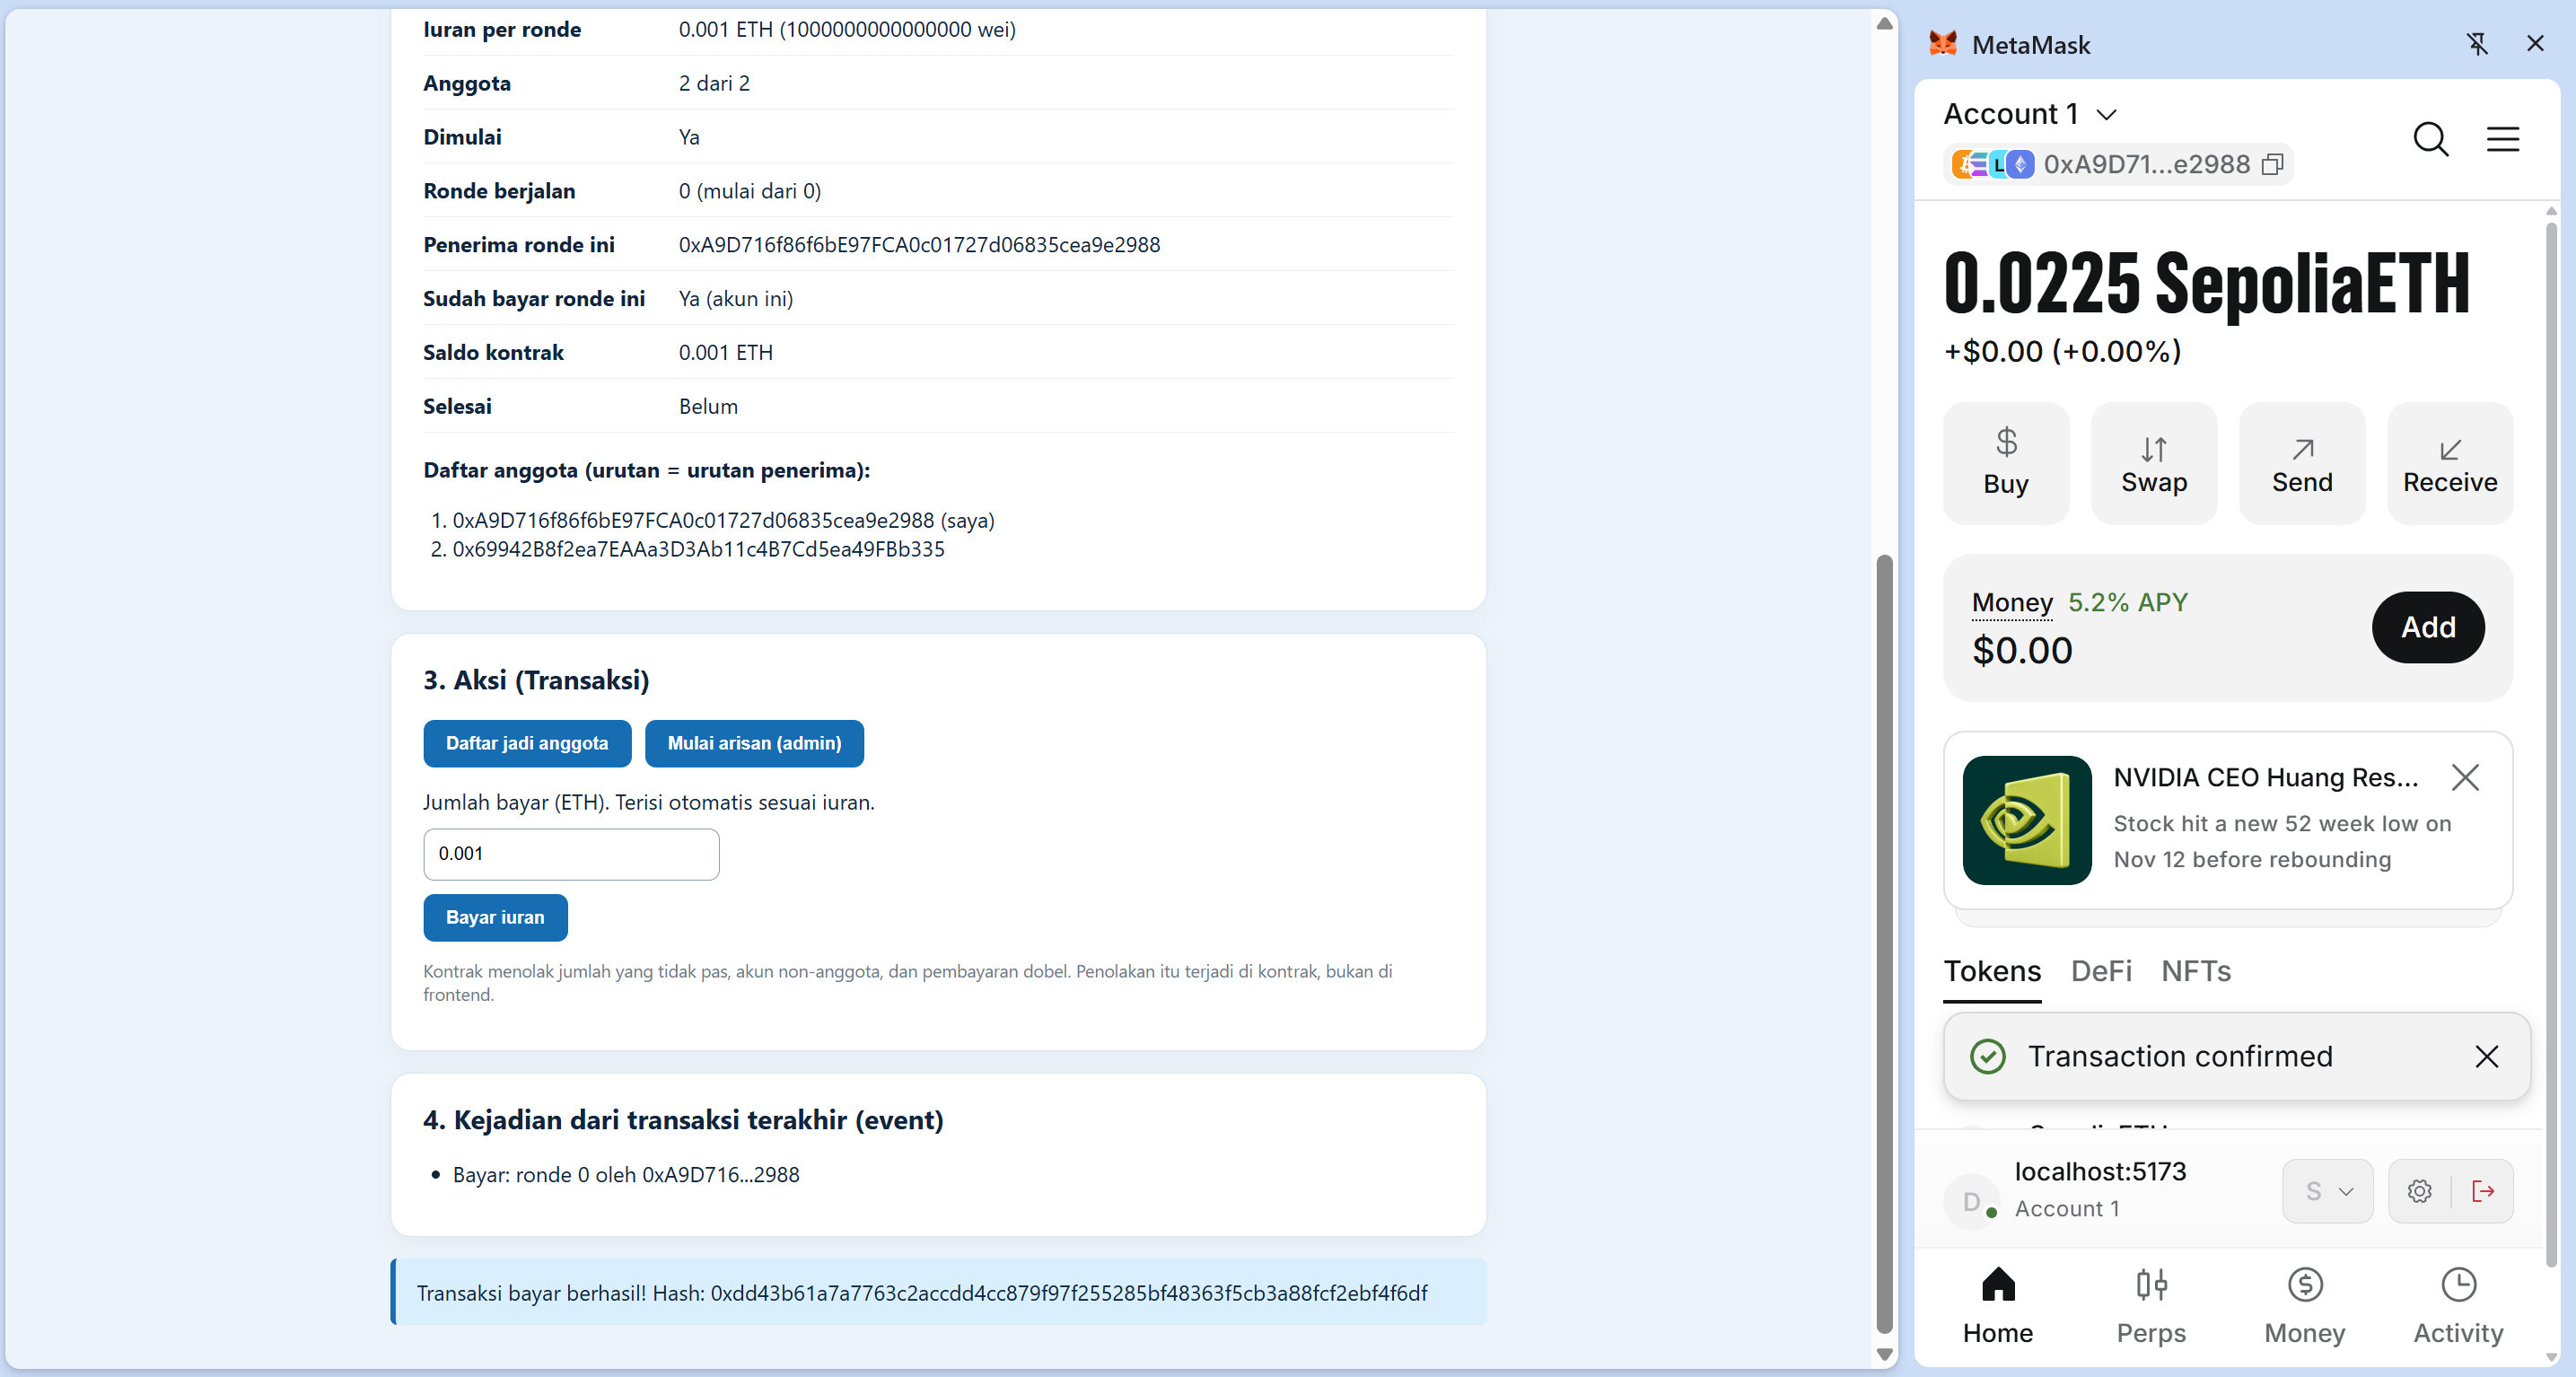 Iuran per ronde 0.001 ETH (1000000000000000 wei)
Anggota 2 dari 2
Dimulai Ya
Ronde berjalan 0 (mulai dari 0)
Penerima ronde ini 0xA9D716f86f6bE97FCA0c01727d06835cea9e2988
Sudah bayar ronde ini Ya (akun ini)
Saldo kontrak 0.001 ETH
Selesai Belum
Daftar anggota (urutan = urutan penerima):
1. 0xA9D716f86f6bE97FCA0c01727d06835cea9e2988 (saya)
2. 0x69942B8f2ea7EAAa3D3Ab11c4B7Cd5ea49FBb335
3. Aksi (Transaksi)
Daftar jadi anggota Mulai arisan (admin)
Jumlah bayar (ETH). Terisi otomatis sesuai iuran.
0.001
Bayar iuran
Kontrak menolak jumlah yang tidak pas, akun non-anggota, dan pembayaran dobel. Penolakan itu terjadi di kontrak, bukan di
frontend.
4. Kejadian dari transaksi terakhir (event)
• Bayar: ronde 0 oleh 0xA9D716...2988
Transaksi bayar berhasil! Hash: 0xdd43b61a7a7763c2accdd4cc879f97f255285bf48363f5cb3a88fcf2ebf4f6df
MetaMask
Account 1
0xA9D71...e2988
0.0225 SepoliaETH
+$0.00 (+0.00%)
Buy Swap Send Receive
Money 5.2% APY
$0.00
Add
NVIDIA CEO Huang Res...
Stock hit a new 52 week low on
Nov 12 before rebounding
Tokens DeFi NFTs
Transaction confirmed
localhost:5173
D
Account 1
S
Home Perps Money Activity